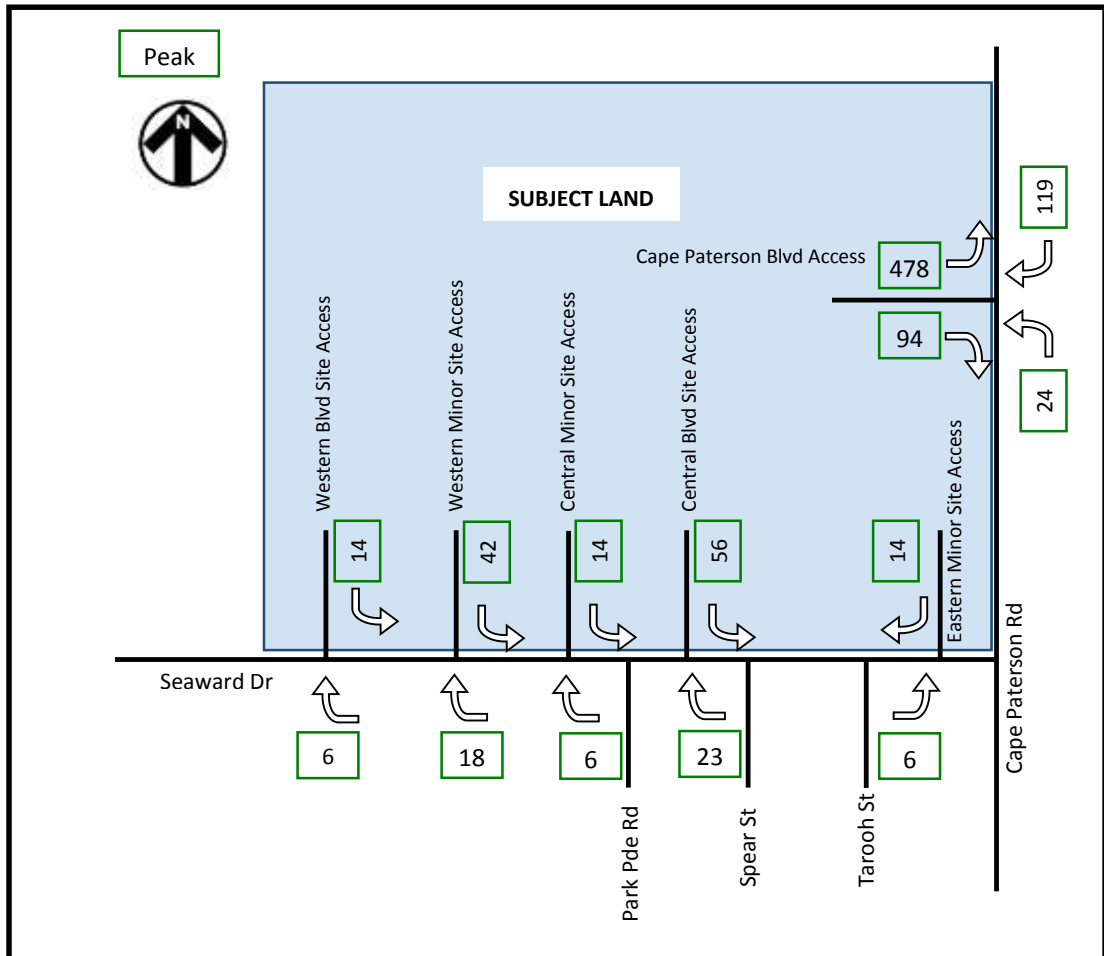 Peak
N
SUBJECT LAND
119
Cape Paterson Blvd Access
478
94
24
Western Blvd Site Access
Western Minor Site Access
Central Minor Site Access
Central Blvd Site Access
Eastern Minor Site Access
14
42
14
56
14
Seaward Dr
6
18
6
23
6
Park Pde Rd
Spear St
Tarooh St
Cape Paterson Rd